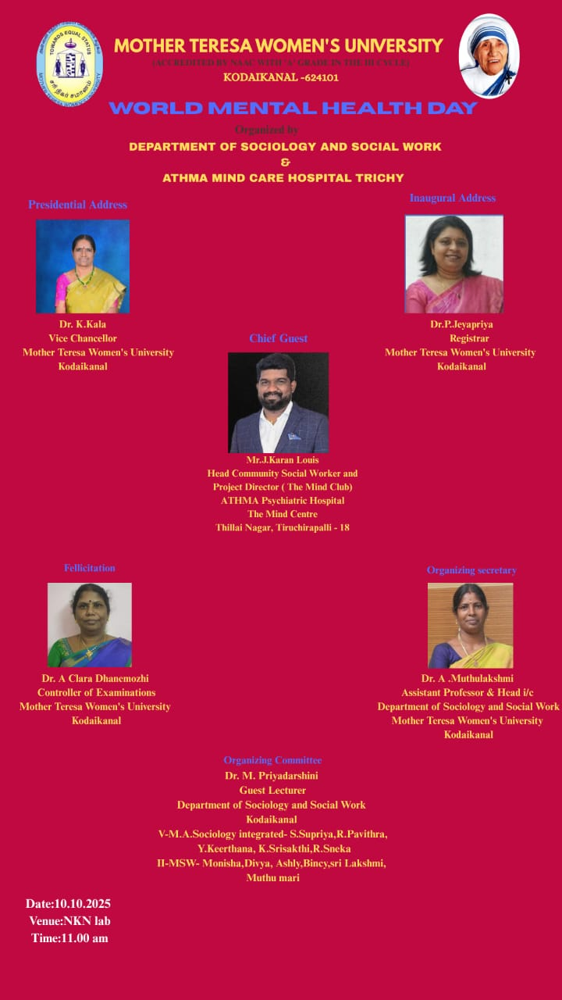 TOWARDS EQUAL STATUS
சரி நிகர் சமானம்
MOTHER TERESA WOMEN'S UNIVERSITY
(ACCREDITED BY NAAC WITH 'A' GRADE IN THE III CYCLE)
KODAIKANAL -624101
WORLD MENTAL HEALTH DAY
Organized by
DEPARTMENT OF SOCIOLOGY AND SOCIAL WORK
&
ATHMA MIND CARE HOSPITAL TRICHY
Presidential Address
Dr. K.Kala
Vice Chancellor
Mother Teresa Women's University
Kodaikanal
Inaugural Address
Dr.P.Jeyapriya
Registrar
Mother Teresa Women's University
Kodaikanal
Chief Guest
Mr.J.Karan Louis
Head Community Social Worker and
Project Director ( The Mind Club)
ATHMA Psychiatric Hospital
The Mind Centre
Thillai Nagar, Tiruchirapalli - 18
Fellicitation
Dr. A Clara Dhanemozhi
Controller of Examinations
Mother Teresa Women's University
Kodaikanal
Organizing secretary
Dr. A .Muthulakshmi
Assistant Professor & Head i/c
Department of Sociology and Social Work
Mother Teresa Women's University
Kodaikanal
Organizing Committee
Dr. M. Priyadarshini
Guest Lecturer
Department of Sociology and Social Work
Kodaikanal
V-M.A.Sociology integrated- S.Supriya,R.Pavithra,
Y.Keerthana, K.Srisakthi,R.Sneka
II-MSW- Monisha,Divya, Ashly,Bincy,sri Lakshmi,
Muthu mari
Date:10.10.2025
Venue:NKN lab
Time:11.00 am